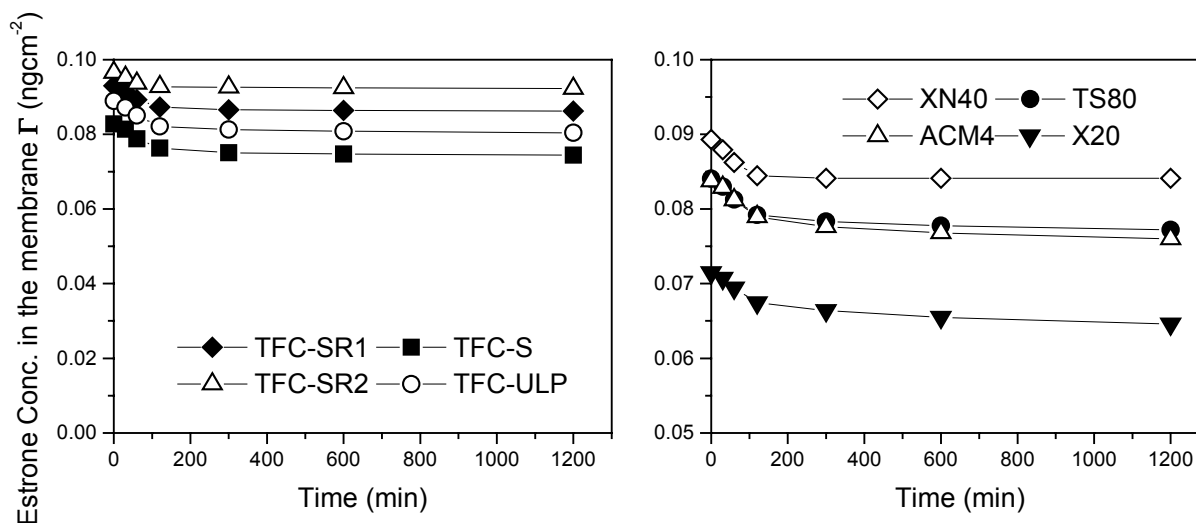 Estrone Conc. in the membrane Γ (ngcm-2)
0.10
0.08
0.06
0.04
0.02
0.00
TFC-SR1 TFC-S
TFC-SR2 TFC-ULP
0 200 400 600 800 1000 1200
Time (min)
0.10
0.09
0.08
0.07
0.06
0.05
XN40 TS80
ACM4 X20
0 200 400 600 800 1000 1200
Time (min)